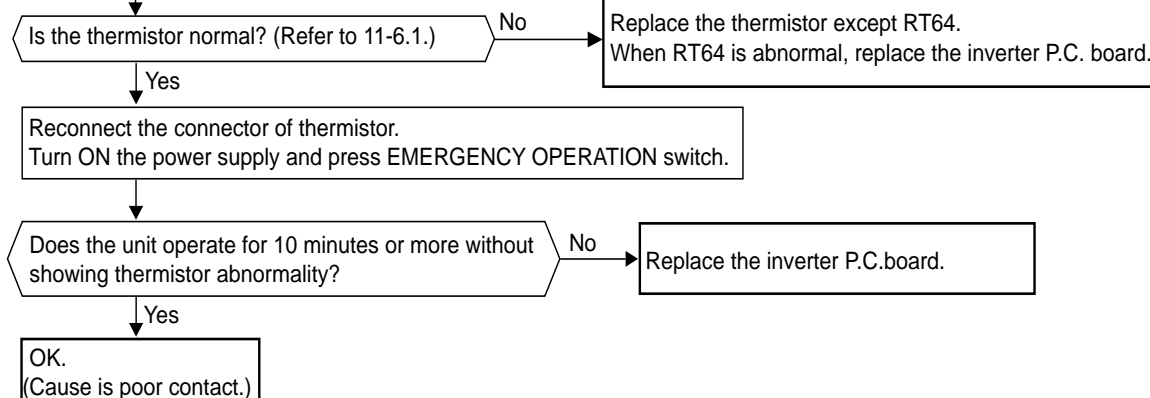 Is the thermistor normal? (Refer to 11-6.1.)
No
Replace the thermistor except RT64.
When RT64 is abnormal, replace the inverter P.C. board.
Yes
Reconnect the connector of thermistor.
Turn ON the power supply and press EMERGENCY OPERATION switch.
Does the unit operate for 10 minutes or more without
showing thermistor abnormality?
No
Replace the inverter P.C.board.
Yes
OK.
(Cause is poor contact.)